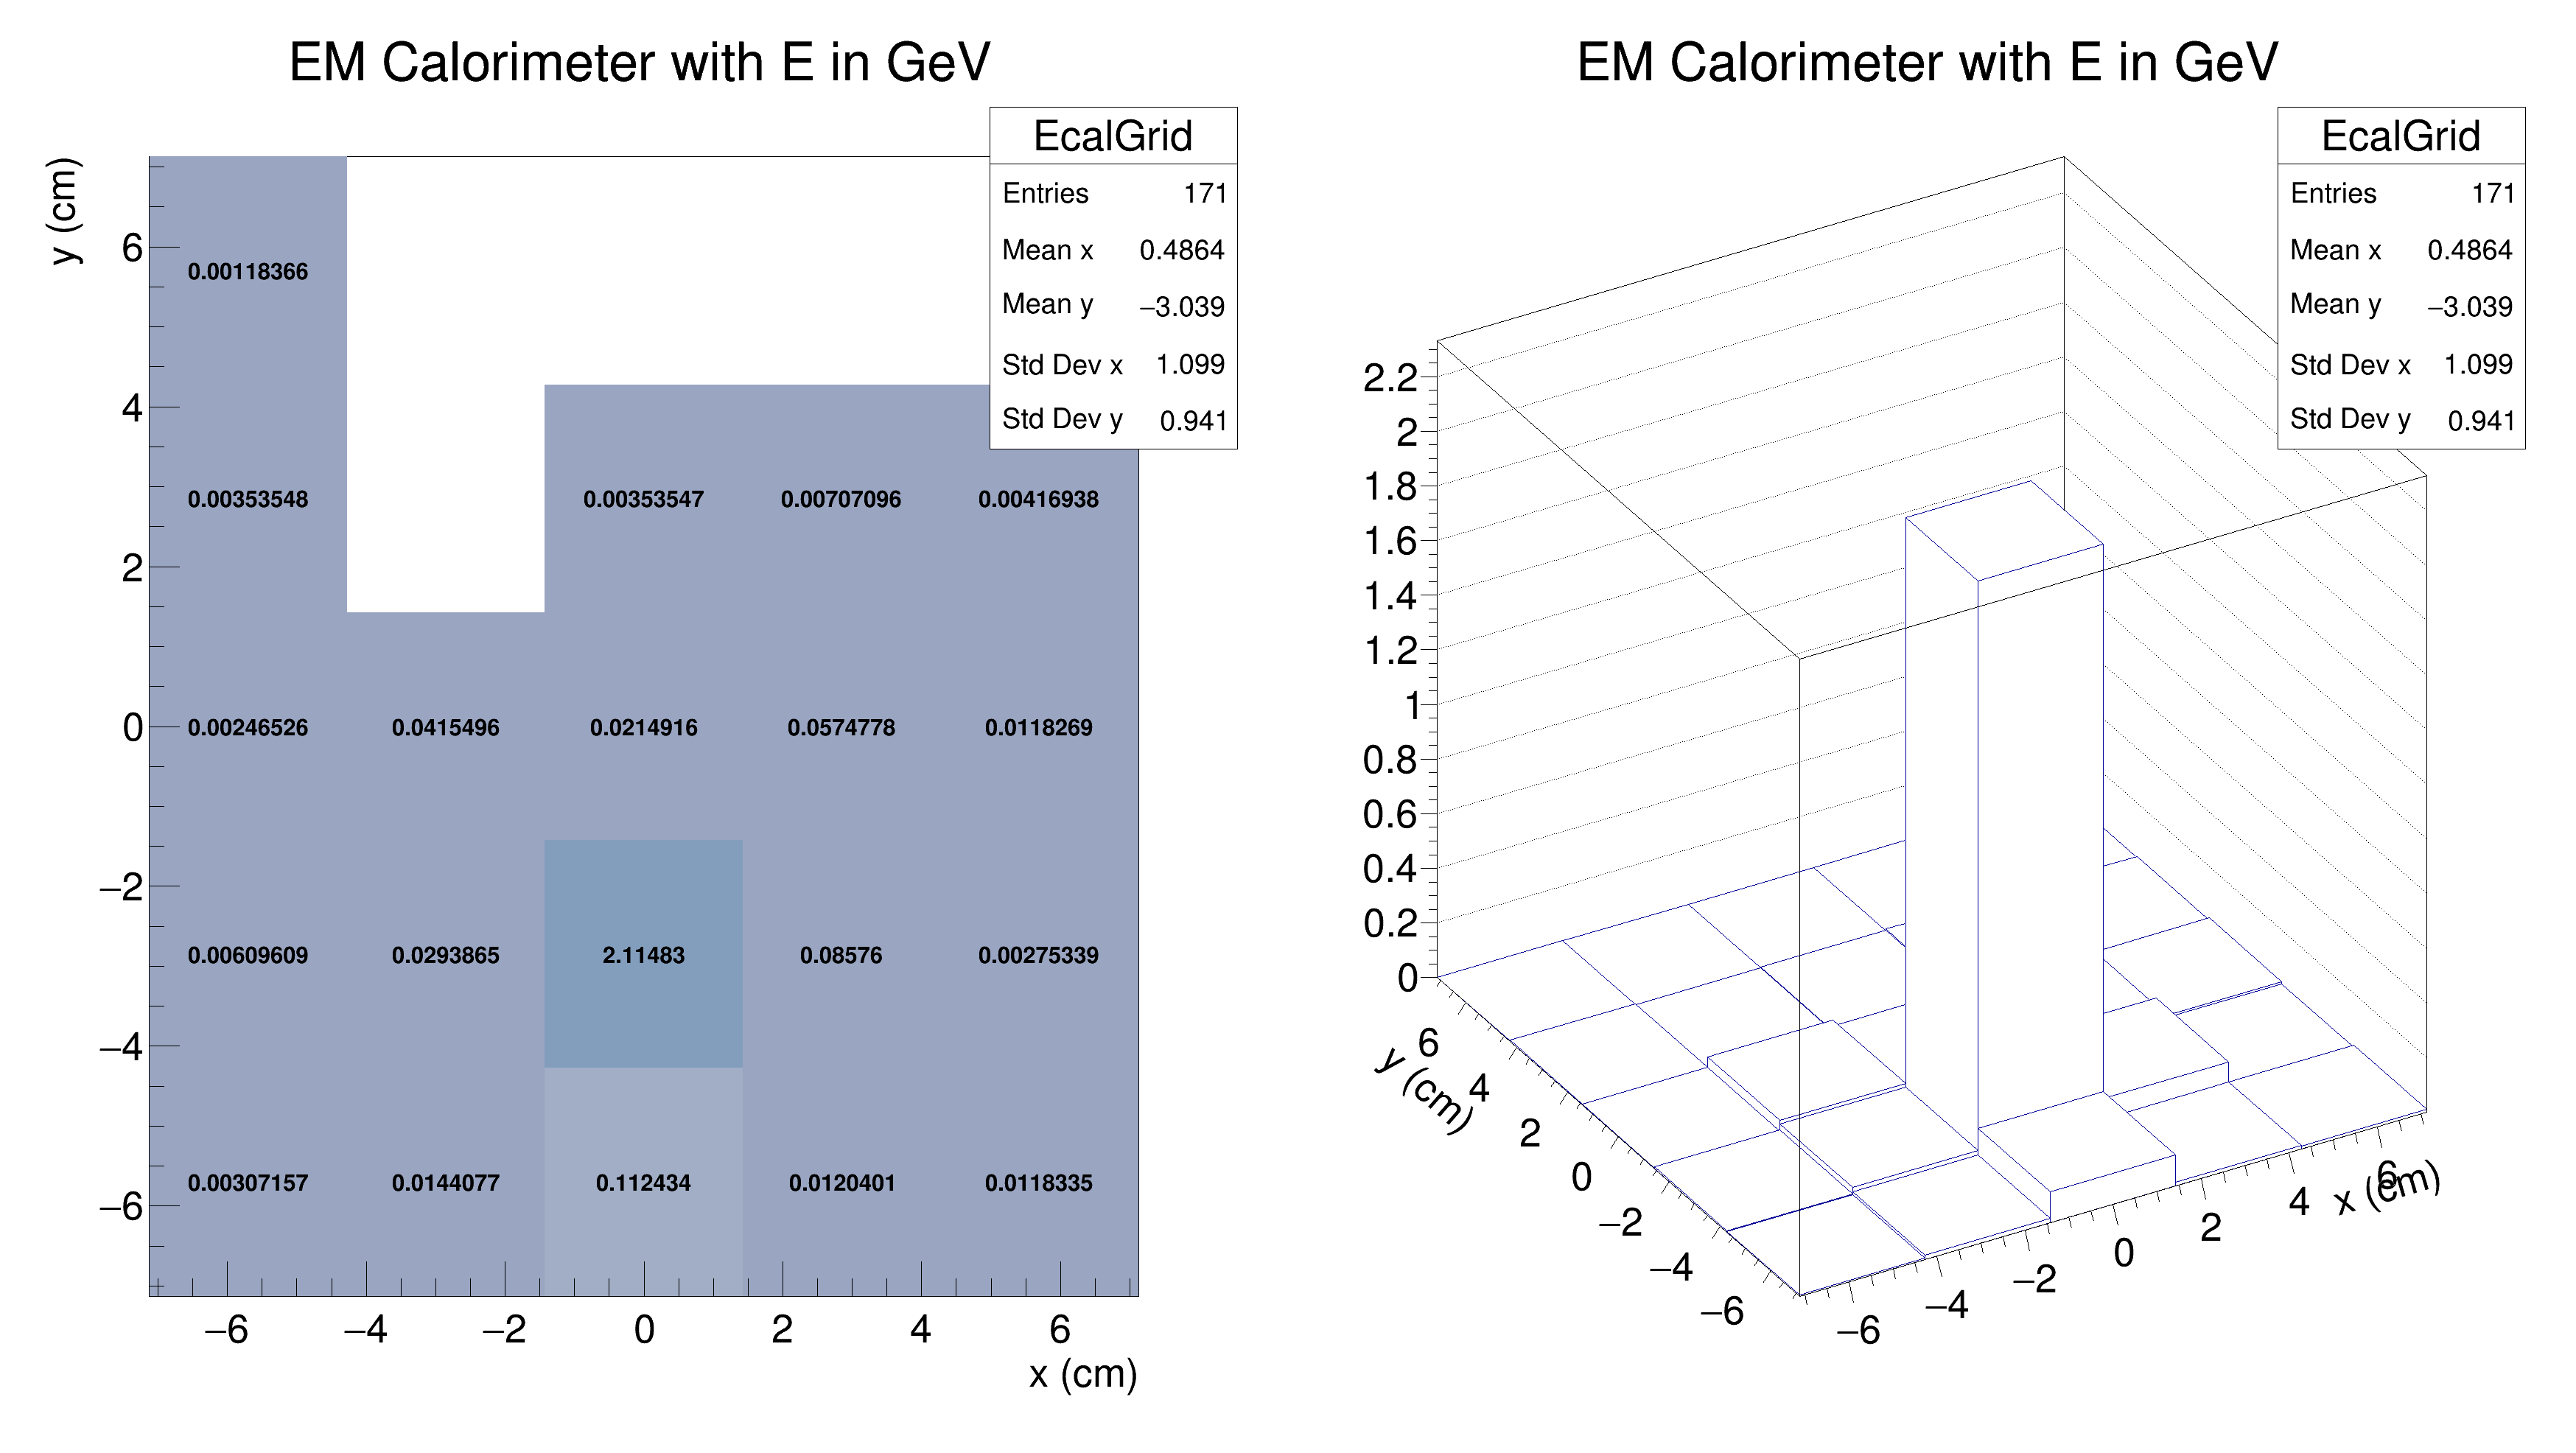 EM Calorimeter with E in GeV
EcalGrid
Entries 171
Mean x 0.4864
Mean y −3.039
Std Dev x 1.099
Std Dev y 0.941
y (cm)
6
4
2
0
−2
−4
−6
0.00118366
0.00353548 0.00353547 0.00707096 0.00416938
0.00246526 0.0415496 0.0214916 0.0574778 0.0118269
0.00609609 0.0293865 2.11483 0.08576 0.00275339
0.00307157 0.0144077 0.112434 0.0120401 0.0118335
−6 −4 −2 0 2 4 6
x (cm)
EM Calorimeter with E in GeV
EcalGrid
Entries 171
Mean x 0.4864
Mean y −3.039
Std Dev x 1.099
Std Dev y 0.941
2.2
2
1.8
1.6
1.4
1.2
1
0.8
0.6
0.4
0.2
0
y (cm)
6
4
2
0
−2
−4
−6
−6 −4 −2 0 2 4 6
x (cm)